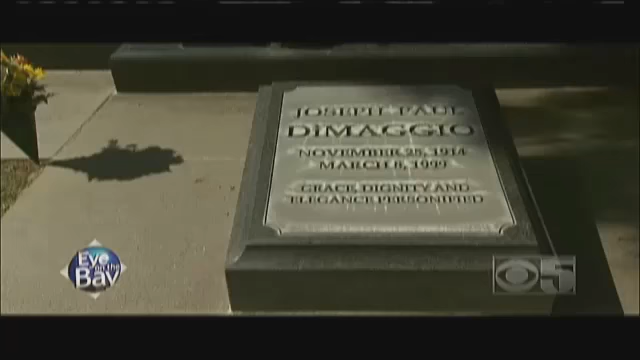 JOSEPH PAUL
DiMAGGIO
NOVEMBER 25, 1914
MARCH 8, 1999
GRACE, DIGNITY AND
ELEGANCE PERSONIFIED
Eye
on the
Bay
5